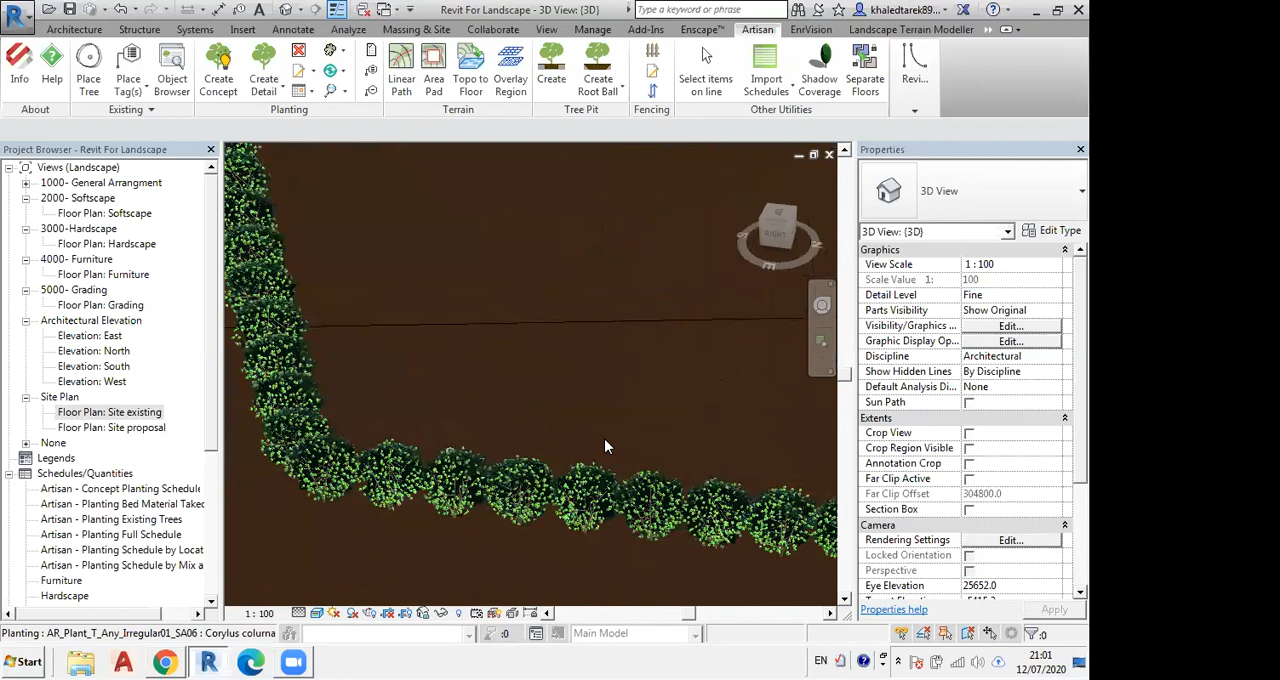 Revit For Landscape - 3D View: {3D}
Type a keyword or phrase
khaledtarek89...
Architecture Structure Systems Insert Annotate Analyze Massing & Site Collaborate View Manage Add-Ins Enscape™ Artisan EnVision Landscape Terrain Modeller
Info Help Place Tree Place Tag(s) Object Browser Create Concept Create Detail Linear Path Area Pad Topo to Floor Overlay Region Create Create Root Ball Select items on line Import Schedules Shadow Coverage Separate Floors Revi...
About Existing Planting Terrain Tree Pit Fencing Other Utilities
Project Browser - Revit For Landscape
Views (Landscape)
1000- General Arrangment
2000- Softscape
Floor Plan: Softscape
3000-Hardscape
Floor Plan: Hardscape
4000- Furniture
Floor Plan: Furniture
5000- Grading
Floor Plan: Grading
Architectural Elevation
Elevation: East
Elevation: North
Elevation: South
Elevation: West
Site Plan
Floor Plan: Site existing
Floor Plan: Site proposal
None
Legends
Schedules/Quantities
Artisan - Concept Planting Schedule
Artisan - Planting Bed Material Takec
Artisan - Planting Existing Trees
Artisan - Planting Full Schedule
Artisan - Planting Schedule by Locat
Artisan - Planting Schedule by Mix a
Furniture
Hardscape
RIGHT
Properties
3D View
3D View: {3D} Edit Type
Graphics
View Scale 1 : 100
Scale Value 1: 100
Detail Level Fine
Parts Visibility Show Original
Visibility/Graphics ... Edit...
Graphic Display Op... Edit...
Discipline Architectural
Show Hidden Lines By Discipline
Default Analysis Di... None
Sun Path
Extents
Crop View
Crop Region Visible
Annotation Crop
Far Clip Active
Far Clip Offset 304800.0
Section Box
Camera
Rendering Settings Edit...
Locked Orientation
Perspective
Eye Elevation 25652.0
Properties help Apply
1 : 100
Planting : AR_Plant_T_Any_Irregular01_SA06 : Corylus colurna :0 Main Model :0
Start EN 21:01
12/07/2020